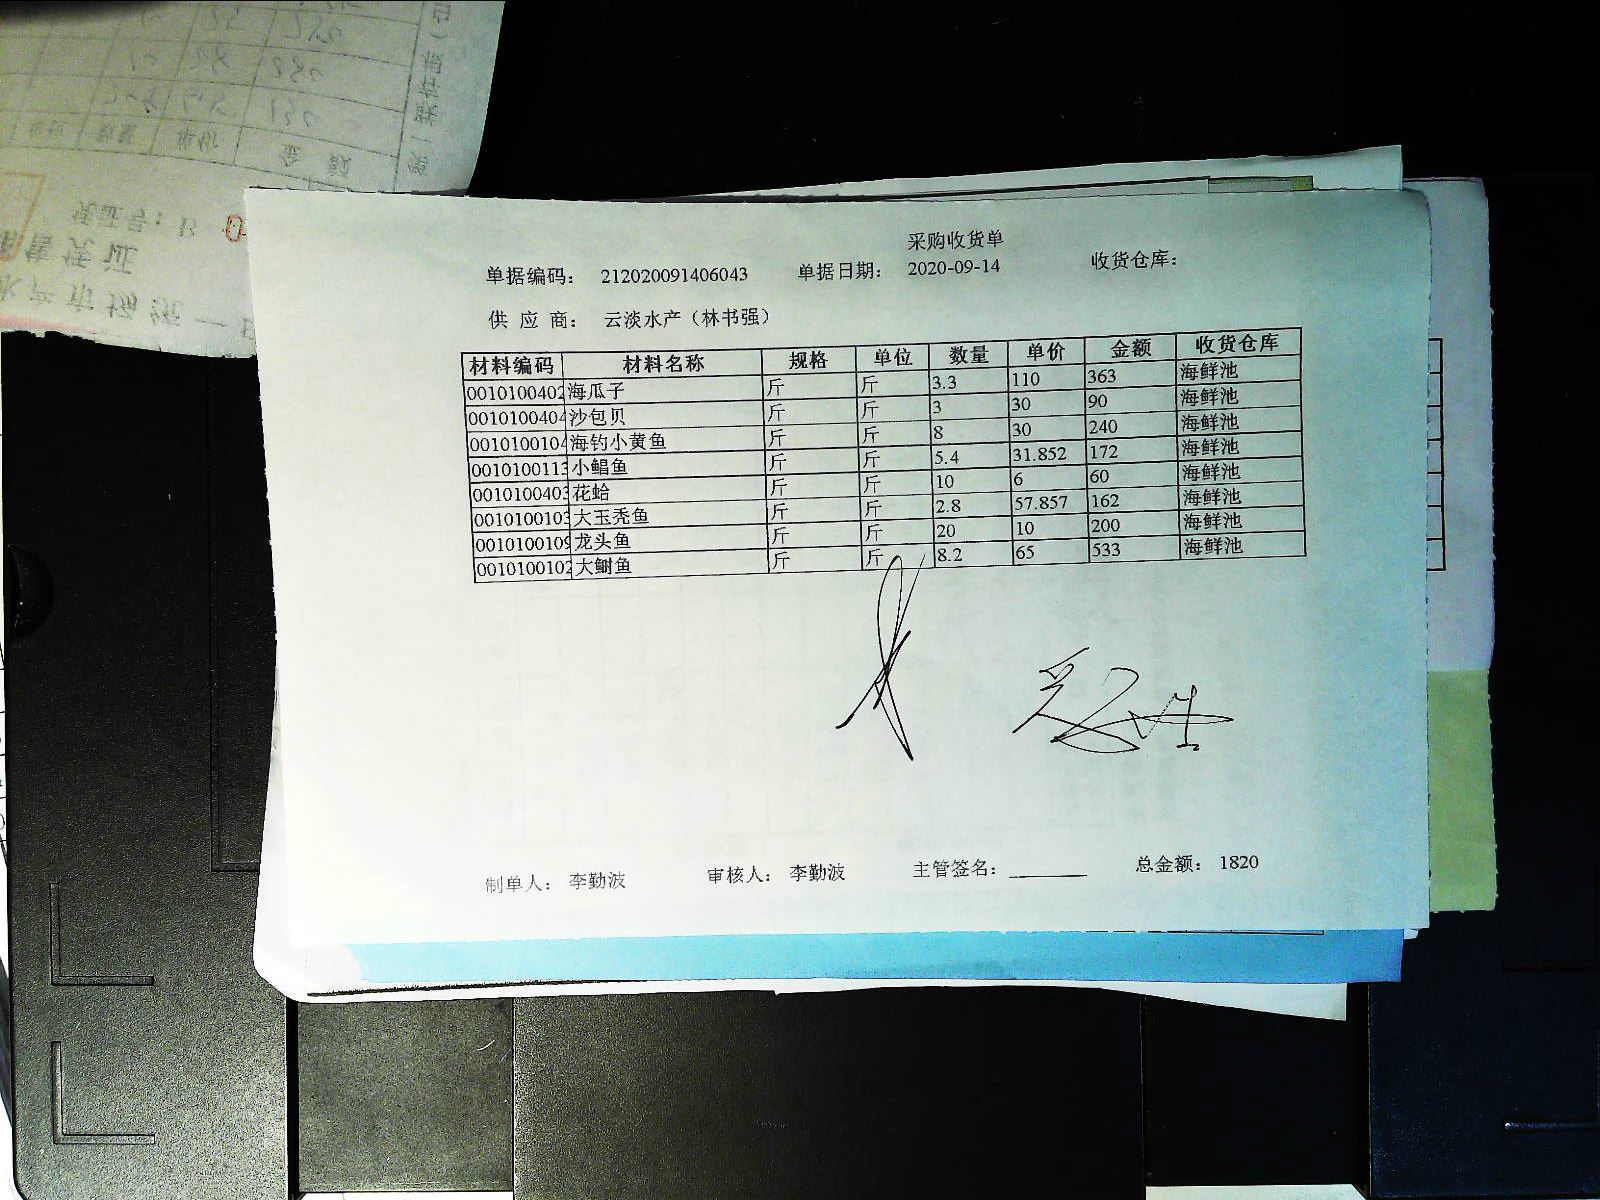 采购收货单
单据编码： 212020091406043 单据日期： 2020-09-14 收货仓库：
供 应 商： 云淡水产（林书强）
材料编码 材料名称 规格 单位 数量 单价 金额 收货仓库
0010100402 海瓜子 斤 斤 3.3 110 363 海鲜池
001010040 沙包贝 斤 斤 3 30 90 海鲜池
001010010 海钓小黄鱼 斤 斤 8 30 240 海鲜池
0010100113 小鲳鱼 斤 斤 5.4 31.852 172 海鲜池
0010100403 花蛤 斤 斤 10 6 60 海鲜池
0010100103 大玉秃鱼 斤 斤 2.8 57.857 162 海鲜池
0010100109 龙头鱼 斤 斤 20 10 200 海鲜池
0010100102 大鲥鱼 斤 斤 8.2 65 533 海鲜池
制单人： 李勤波 审核人： 李勤波 主管签名： 总金额： 1820